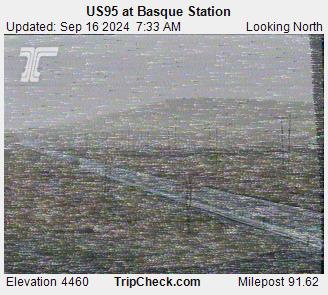 US95 at Basque Station
Updated: Sep 16 2024 7:33 AM Looking North
Elevation 4460 TripCheck.com Milepost 91.62